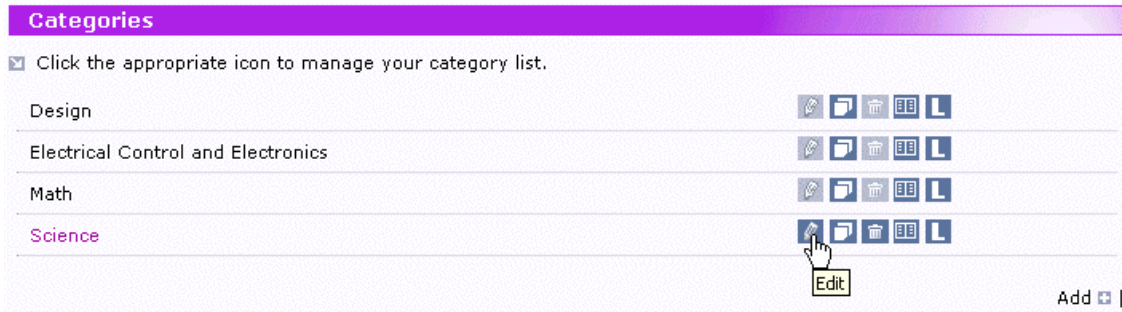 Categories
Click the appropriate icon to manage your category list.
Design L
Electrical Control and Electronics L
Math L
Science L
Edit
Add